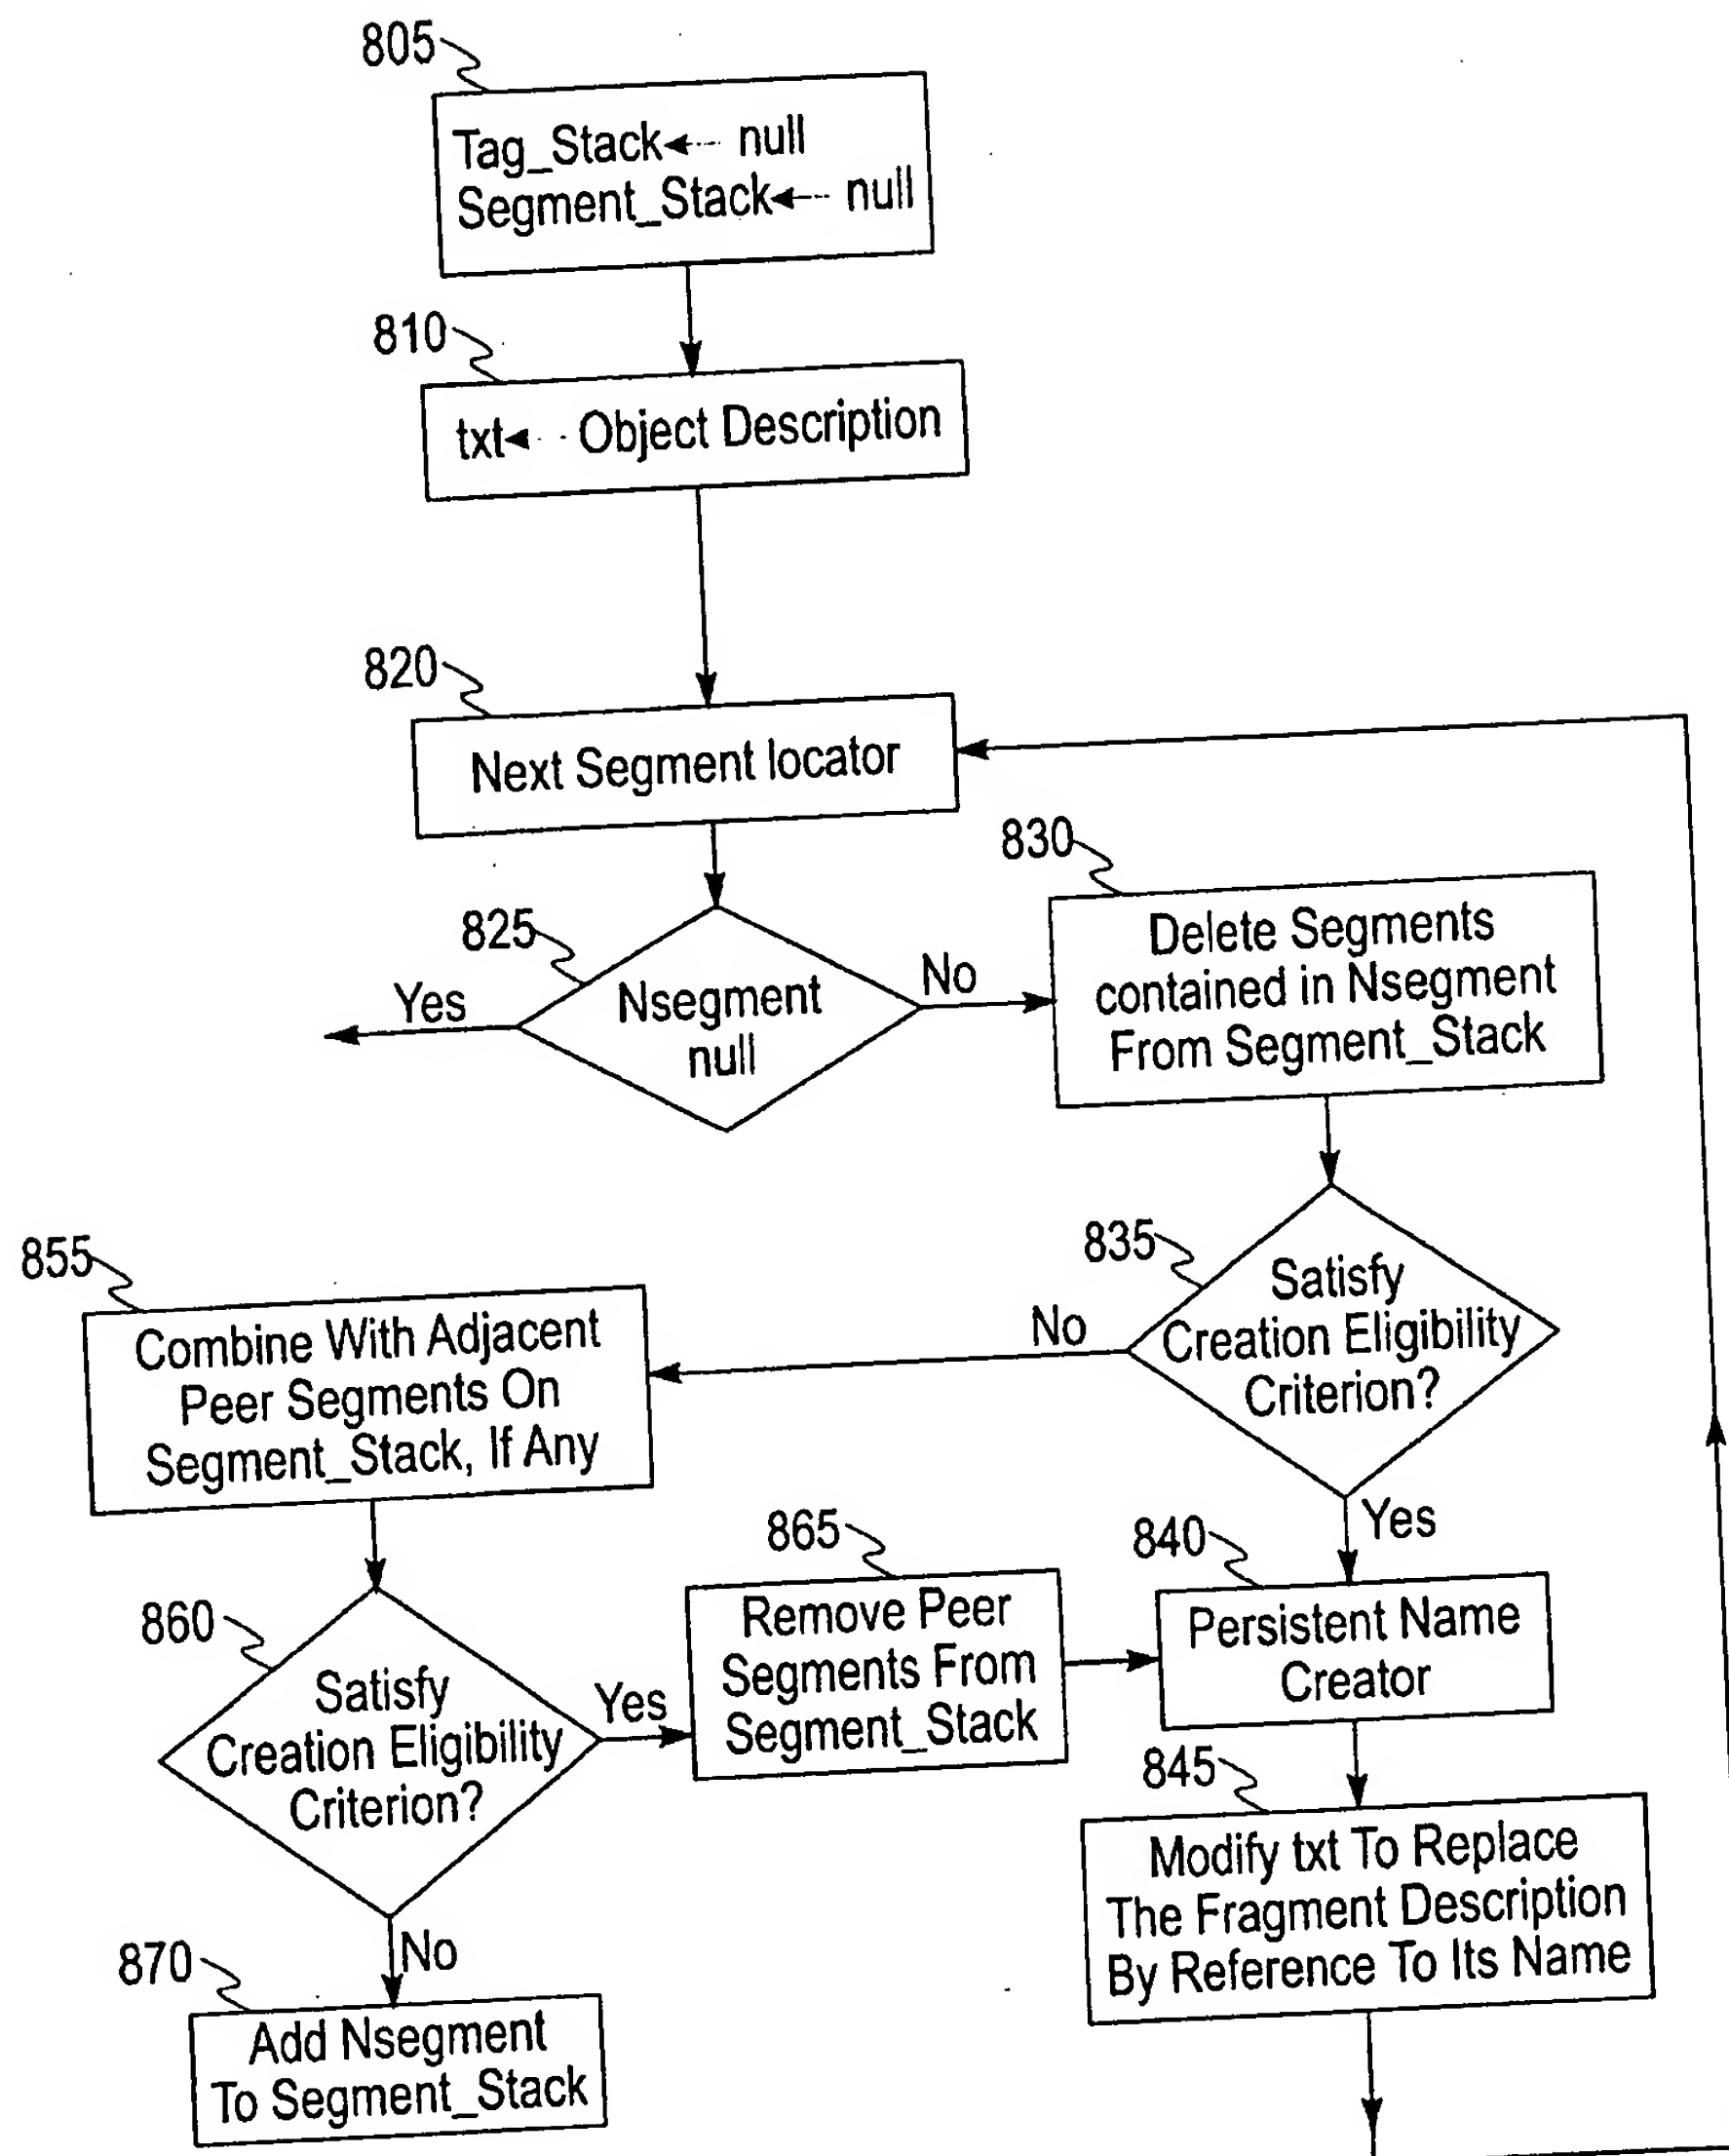 805
Tag_Stack◄-- null
Segment_Stack◄-- null
810
txt◄-- Object Description
820
Next Segment locator
825
Nsegment
null
Yes
No
830
Delete Segments
contained in Nsegment
From Segment_Stack
835
Satisfy
Creation Eligibility
Criterion?
No
Yes
855
Combine With Adjacent
Peer Segments On
Segment_Stack, If Any
860
Satisfy
Creation Eligibility
Criterion?
Yes
No
865
Remove Peer
Segments From
Segment_Stack
840
Persistent Name
Creator
845
Modify txt To Replace
The Fragment Description
By Reference To Its Name
870
Add Nsegment
To Segment_Stack